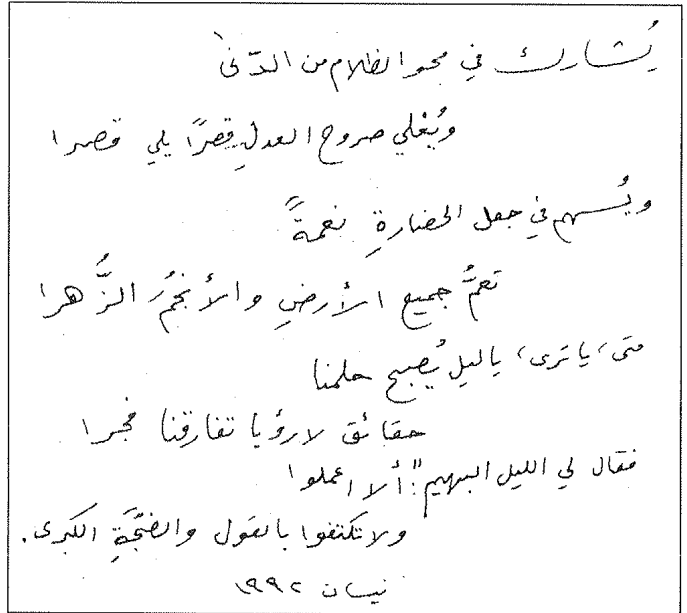 يُشارك في محو الظلام من الدّنى
ويُعْلي صروح العدلِ قصرًا يلي قصرا
ويُسهم في جعل الحضارةِ نعمةً
تعمُّ جميع الأرضِ والأنجمُ الزُّهرا
متى، يا ترى، يا ليل يُصبح حلمنا
حقائق لا رؤيا تفارقنا فجرا
فقال لي الليل البهيم: "ألا اعملوا
ولا تكتفوا بالقول والضجَّةِ الكبرى.
نيسان ١٩٩٢